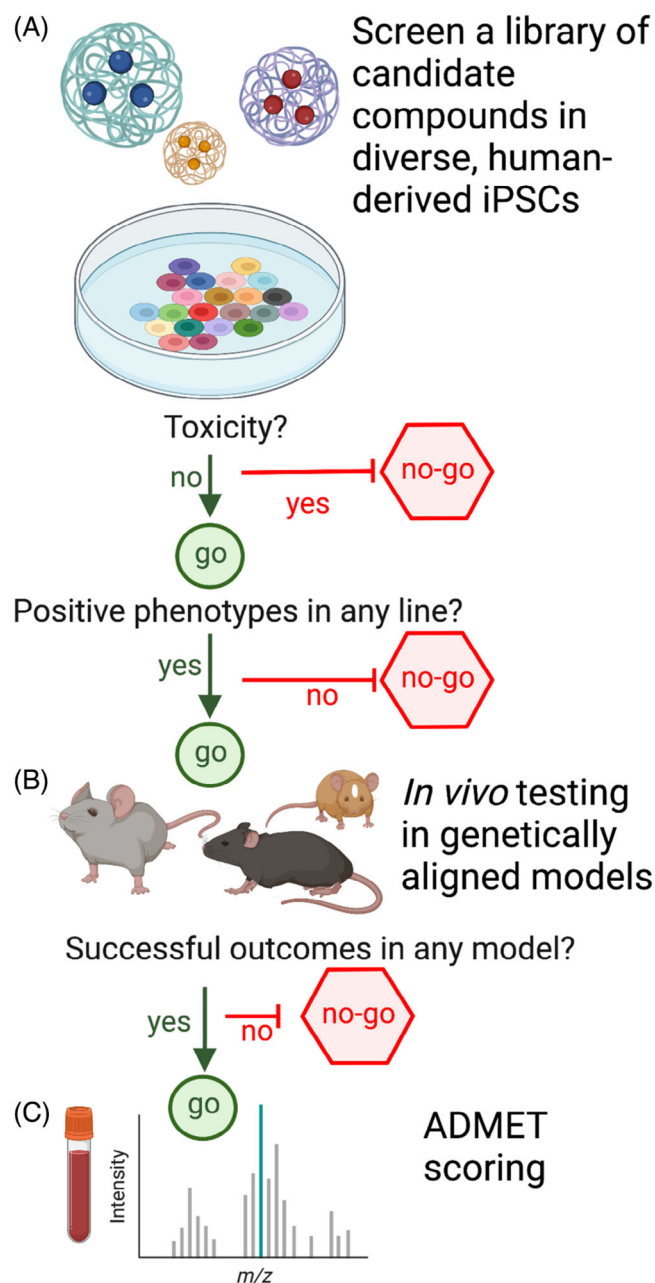 (A)
Screen a library of
candidate
compounds in
diverse, human-
derived iPSCs
Toxicity?
no
yes
no-go
go
Positive phenotypes in any line?
yes
no
no-go
go
(B)
In vivo testing
in genetically
aligned models
Successful outcomes in any model?
yes
no
no-go
go
(C)
ADMET
scoring
Intensity
m/z